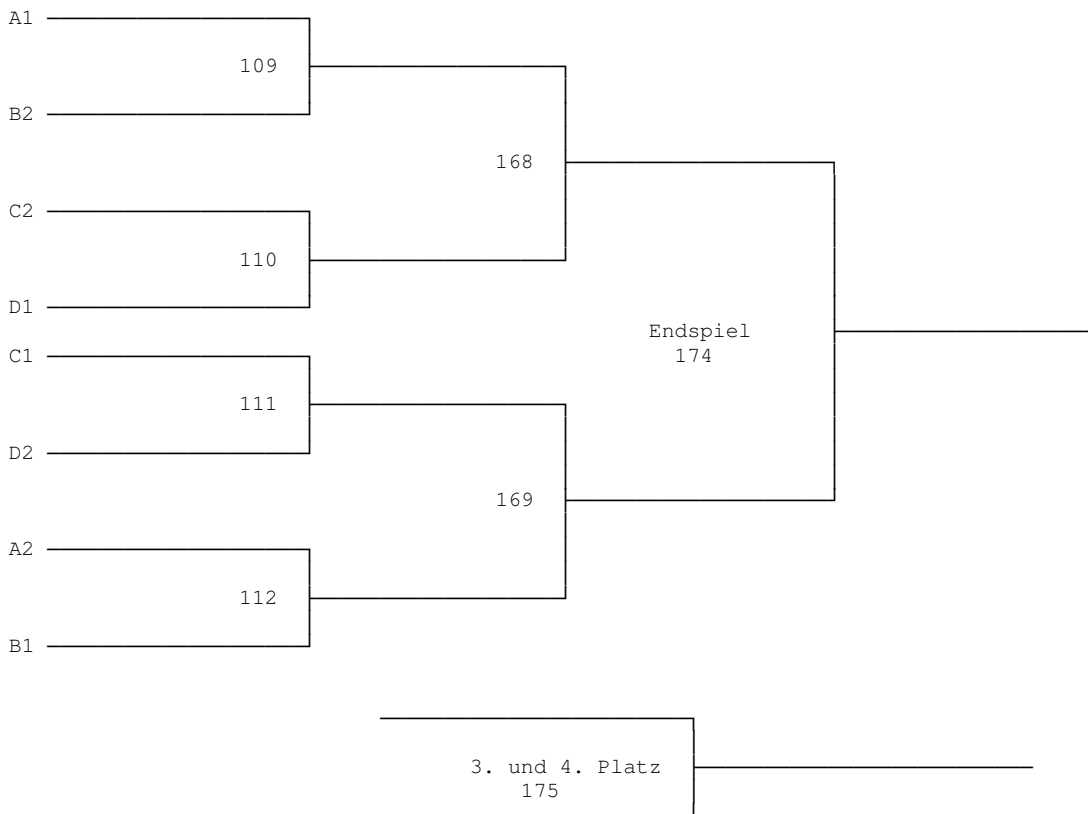 A1
109
B2
168
C2
110
D1
Endspiel
174
C1
111
D2
169
A2
112
B1
3. und 4. Platz
175